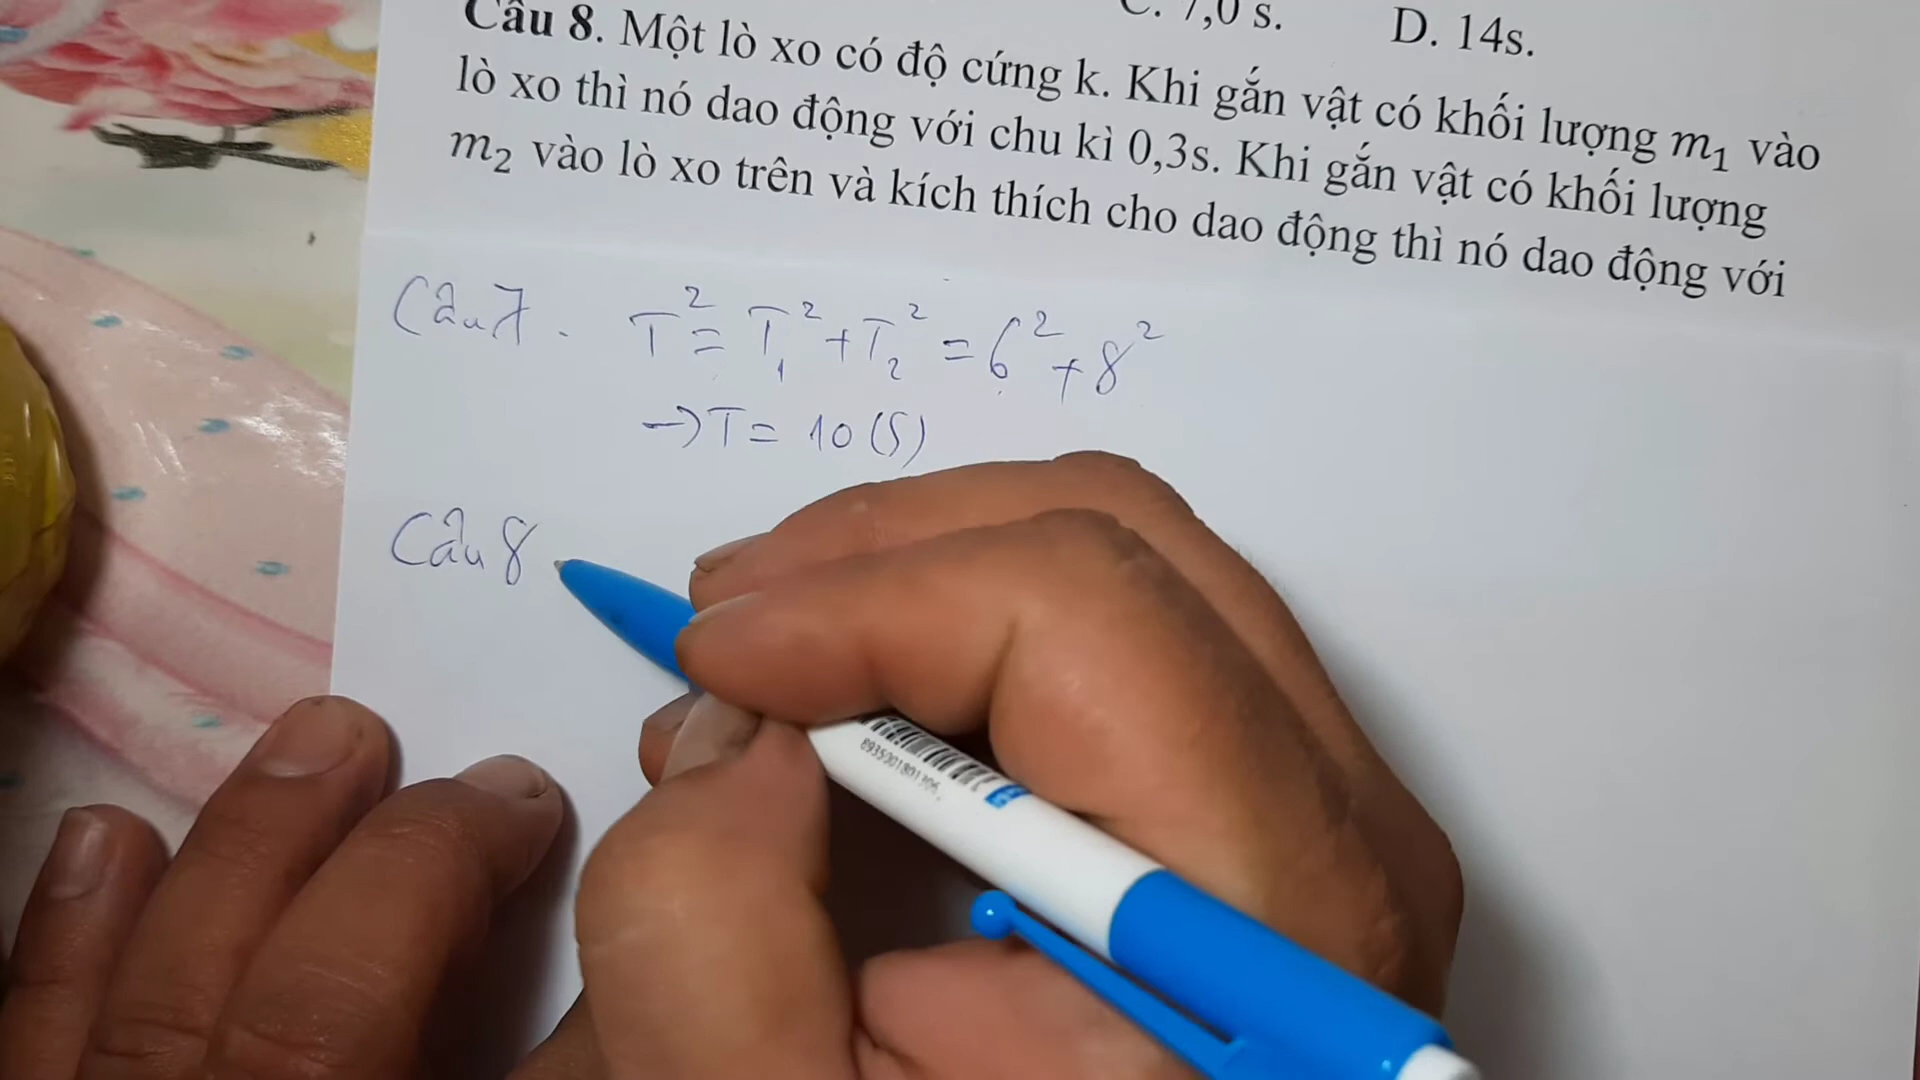 C. 7,0 s. D. 14s.
Câu 8. Một lò xo có độ cứng k. Khi gắn vật có khối lượng m₁ vào
lò xo thì nó dao động với chu kì 0,3s. Khi gắn vật có khối lượng
m₂ vào lò xo trên và kích thích cho dao động thì nó dao động với
Câu 7. T² = T₁² + T₂² = 6² + 8²
→ T = 10 (s)
Câu 8